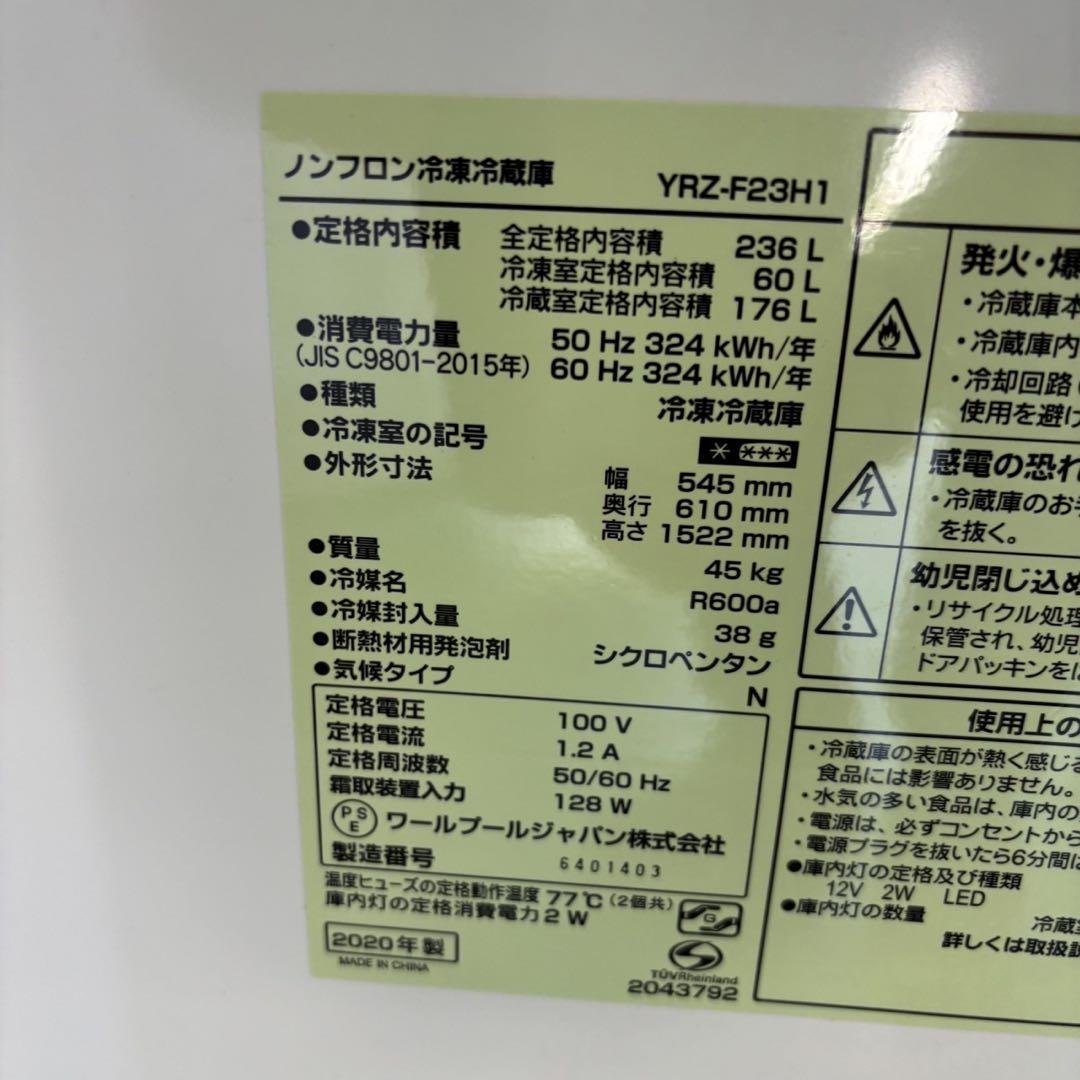 ノンフロン冷凍冷蔵庫 YRZ-F23H1
●定格内容積 全定格内容積 236 L
冷凍室定格内容積 60 L
冷蔵室定格内容積 176 L
●消費電力量 50 Hz 324 kWh/年
(JIS C9801-2015年) 60 Hz 324 kWh/年
●種類 冷凍冷蔵庫
●冷凍室の記号 * ***
●外形寸法 幅 545 mm
奥行 610 mm
高さ 1522 mm
●質量 45 kg
●冷媒名 R600a
●冷媒封入量 38 g
●断熱材用発泡剤 シクロペンタン
●気候タイプ N
定格電圧 100 V
定格電流 1.2 A
定格周波数 50/60 Hz
霜取装置入力 128 W
PSE ワールプールジャパン株式会社
製造番号 6401403
温度ヒューズの定格動作温度 77℃(2個共)
庫内灯の定格消費電力2 W
G
2020年製
MADE IN CHINA
TÜVRheinland
2043792
発火・爆
・冷蔵庫本
・冷蔵庫内
・冷却回路
使用を避け
感電の恐れ
・冷蔵庫のお手
を抜く。
幼児閉じ込め
・リサイクル処理
保管され、幼児
ドアパッキンをは
使用上の
・冷蔵庫の表面が熱く感じる
食品には影響ありません。
・水気の多い食品は、庫内の
・電源は、必ずコンセントから
・電源プラグを抜いたら6分間は
●庫内灯の定格及び種類
12V 2W LED
●庫内灯の数量
冷蔵室
詳しくは取扱説